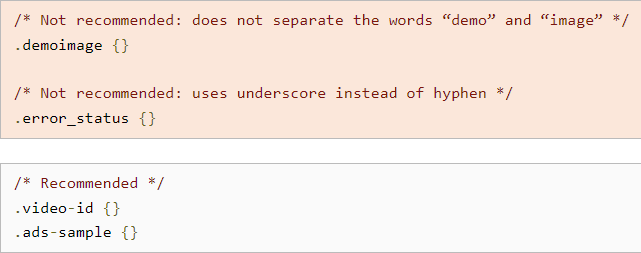 /* Not recommended: does not separate the words “demo” and “image” */
.demoimage {}
/* Not recommended: uses underscore instead of hyphen */
.error_status {}
/* Recommended */
.video-id {}
.ads-sample {}